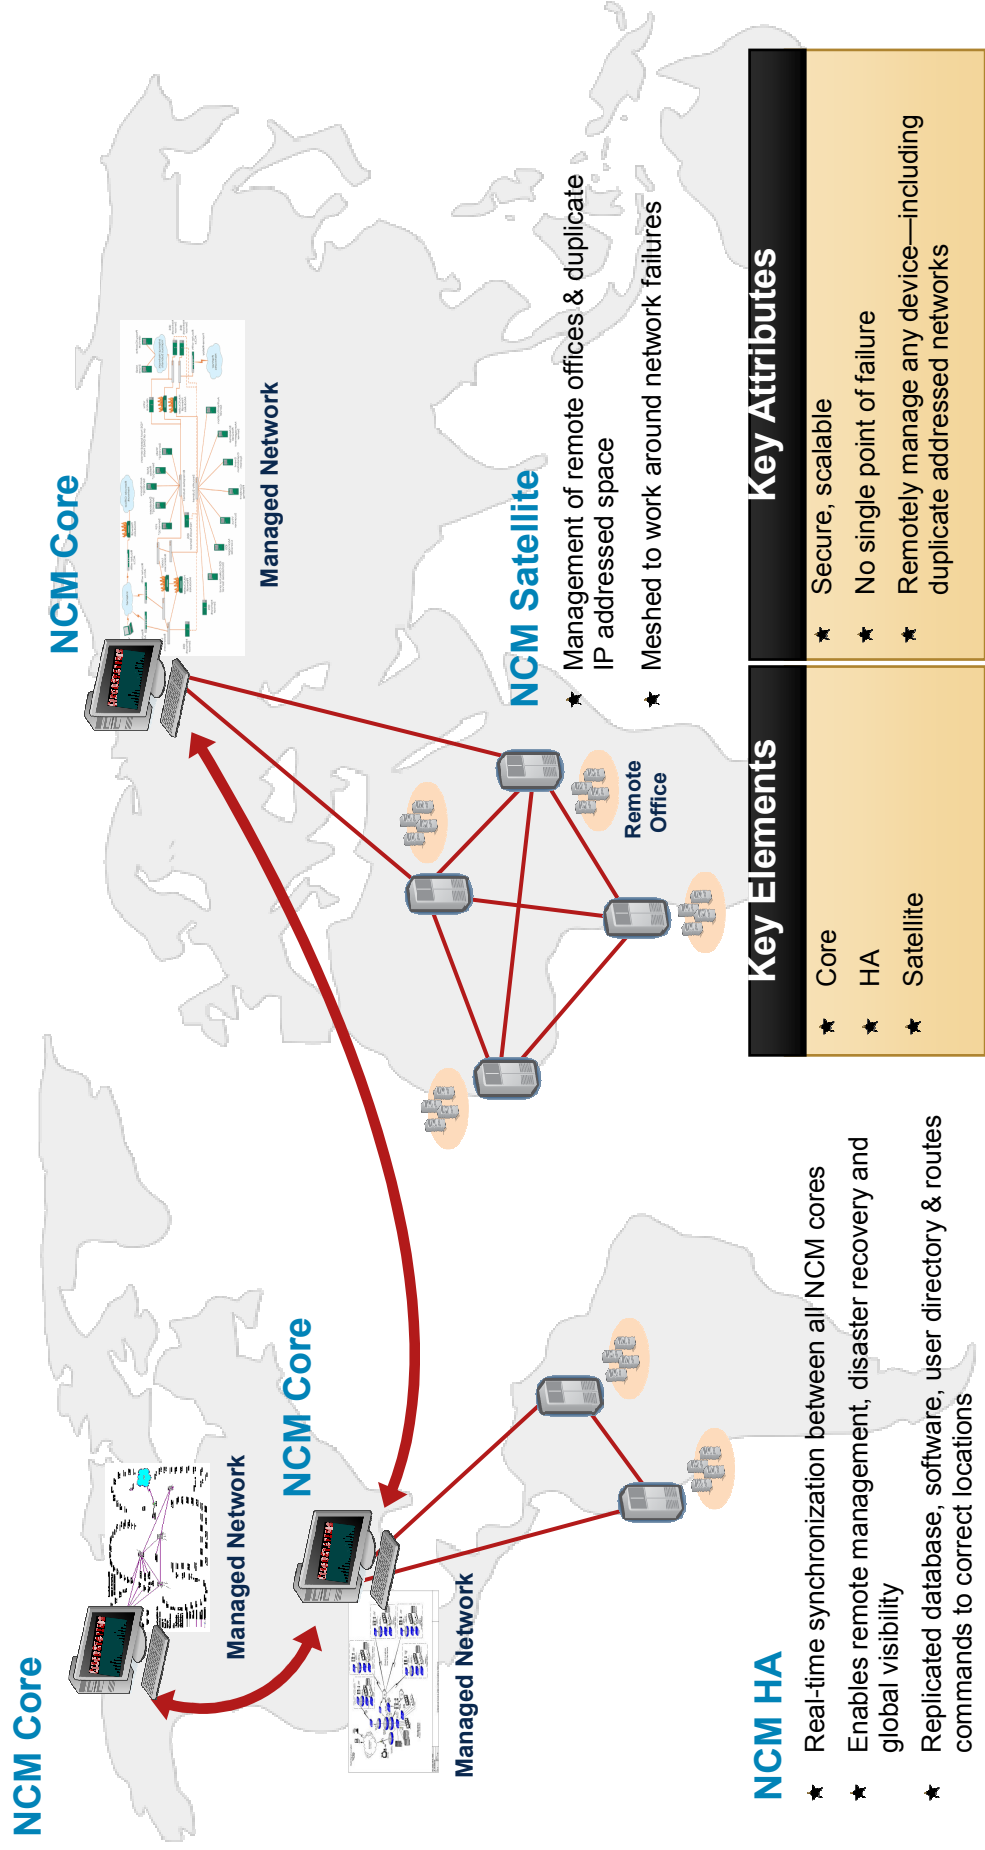 NCM Core
Managed Network
NCM Core
Managed Network
NCM Core
Managed Network
NCM Satellite
Management of remote offices & duplicate
IP addressed space
Meshed to work around network failures
Remote
Office
NCM HA
Real-time synchronization between all NCM cores
Enables remote management, disaster recovery and
global visibility
Replicated database, software, user directory & routes
commands to correct locations
Key Elements
Core
HA
Satellite
Key Attributes
Secure, scalable
No single point of failure
Remotely manage any device—including
duplicate addressed networks